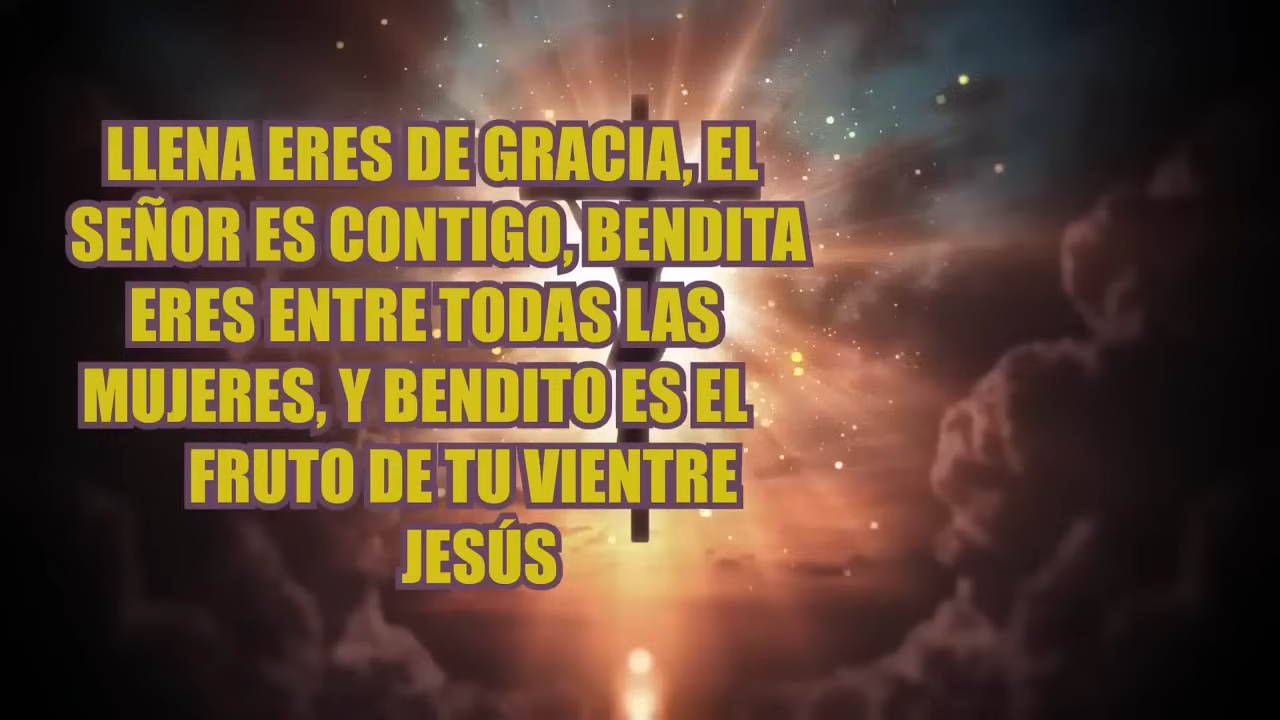 LLENA ERES DE GRACIA, EL
SEÑOR ES CONTIGO, BENDITA
ERES ENTRE TODAS LAS
MUJERES, Y BENDITO ES EL
FRUTO DE TU VIENTRE
JESÚS